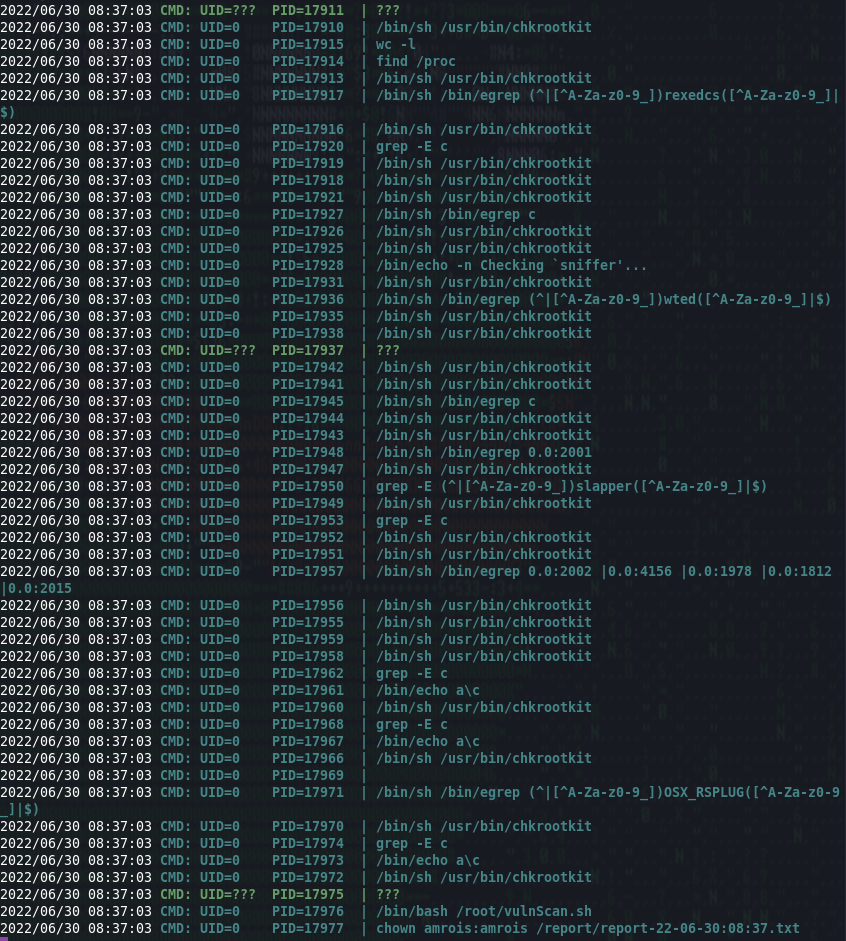 2022/06/30 08:37:03 CMD: UID=???  PID=17911  | ???
2022/06/30 08:37:03 CMD: UID=0    PID=17910  | /bin/sh /usr/bin/chkrootkit
2022/06/30 08:37:03 CMD: UID=0    PID=17915  | wc -l
2022/06/30 08:37:03 CMD: UID=0    PID=17914  | find /proc
2022/06/30 08:37:03 CMD: UID=0    PID=17913  | /bin/sh /usr/bin/chkrootkit
2022/06/30 08:37:03 CMD: UID=0    PID=17917  | /bin/sh /bin/egrep (^|[^A-Za-z0-9_])rexedcs([^A-Za-z0-9_]|
$)
2022/06/30 08:37:03 CMD: UID=0    PID=17916  | /bin/sh /usr/bin/chkrootkit
2022/06/30 08:37:03 CMD: UID=0    PID=17920  | grep -E c
2022/06/30 08:37:03 CMD: UID=0    PID=17919  | /bin/sh /usr/bin/chkrootkit
2022/06/30 08:37:03 CMD: UID=0    PID=17918  | /bin/sh /usr/bin/chkrootkit
2022/06/30 08:37:03 CMD: UID=0    PID=17921  | /bin/sh /usr/bin/chkrootkit
2022/06/30 08:37:03 CMD: UID=0    PID=17927  | /bin/sh /bin/egrep c
2022/06/30 08:37:03 CMD: UID=0    PID=17926  | /bin/sh /usr/bin/chkrootkit
2022/06/30 08:37:03 CMD: UID=0    PID=17925  | /bin/sh /usr/bin/chkrootkit
2022/06/30 08:37:03 CMD: UID=0    PID=17928  | /bin/echo -n Checking `sniffer'...
2022/06/30 08:37:03 CMD: UID=0    PID=17931  | /bin/sh /usr/bin/chkrootkit
2022/06/30 08:37:03 CMD: UID=0    PID=17936  | /bin/sh /bin/egrep (^|[^A-Za-z0-9_])wted([^A-Za-z0-9_]|$)
2022/06/30 08:37:03 CMD: UID=0    PID=17935  | /bin/sh /usr/bin/chkrootkit
2022/06/30 08:37:03 CMD: UID=0    PID=17938  | /bin/sh /usr/bin/chkrootkit
2022/06/30 08:37:03 CMD: UID=???  PID=17937  | ???
2022/06/30 08:37:03 CMD: UID=0    PID=17942  | /bin/sh /usr/bin/chkrootkit
2022/06/30 08:37:03 CMD: UID=0    PID=17941  | /bin/sh /usr/bin/chkrootkit
2022/06/30 08:37:03 CMD: UID=0    PID=17945  | /bin/sh /bin/egrep c
2022/06/30 08:37:03 CMD: UID=0    PID=17944  | /bin/sh /usr/bin/chkrootkit
2022/06/30 08:37:03 CMD: UID=0    PID=17943  | /bin/sh /usr/bin/chkrootkit
2022/06/30 08:37:03 CMD: UID=0    PID=17948  | /bin/sh /bin/egrep 0.0:2001
2022/06/30 08:37:03 CMD: UID=0    PID=17947  | /bin/sh /usr/bin/chkrootkit
2022/06/30 08:37:03 CMD: UID=0    PID=17950  | grep -E (^|[^A-Za-z0-9_])slapper([^A-Za-z0-9_]|$)
2022/06/30 08:37:03 CMD: UID=0    PID=17949  | /bin/sh /usr/bin/chkrootkit
2022/06/30 08:37:03 CMD: UID=0    PID=17953  | grep -E c
2022/06/30 08:37:03 CMD: UID=0    PID=17952  | /bin/sh /usr/bin/chkrootkit
2022/06/30 08:37:03 CMD: UID=0    PID=17951  | /bin/sh /usr/bin/chkrootkit
2022/06/30 08:37:03 CMD: UID=0    PID=17957  | /bin/sh /bin/egrep 0.0:2002 |0.0:4156 |0.0:1978 |0.0:1812
|0.0:2015
2022/06/30 08:37:03 CMD: UID=0    PID=17956  | /bin/sh /usr/bin/chkrootkit
2022/06/30 08:37:03 CMD: UID=0    PID=17955  | /bin/sh /usr/bin/chkrootkit
2022/06/30 08:37:03 CMD: UID=0    PID=17959  | /bin/sh /usr/bin/chkrootkit
2022/06/30 08:37:03 CMD: UID=0    PID=17958  | /bin/sh /usr/bin/chkrootkit
2022/06/30 08:37:03 CMD: UID=0    PID=17962  | grep -E c
2022/06/30 08:37:03 CMD: UID=0    PID=17961  | /bin/echo a\c
2022/06/30 08:37:03 CMD: UID=0    PID=17960  | /bin/sh /usr/bin/chkrootkit
2022/06/30 08:37:03 CMD: UID=0    PID=17968  | grep -E c
2022/06/30 08:37:03 CMD: UID=0    PID=17967  | /bin/echo a\c
2022/06/30 08:37:03 CMD: UID=0    PID=17966  | /bin/sh /usr/bin/chkrootkit
2022/06/30 08:37:03 CMD: UID=0    PID=17969  |
2022/06/30 08:37:03 CMD: UID=0    PID=17971  | /bin/sh /bin/egrep (^|[^A-Za-z0-9_])OSX_RSPLUG([^A-Za-z0-9
_]|$)
2022/06/30 08:37:03 CMD: UID=0    PID=17970  | /bin/sh /usr/bin/chkrootkit
2022/06/30 08:37:03 CMD: UID=0    PID=17974  | grep -E c
2022/06/30 08:37:03 CMD: UID=0    PID=17973  | /bin/echo a\c
2022/06/30 08:37:03 CMD: UID=0    PID=17972  | /bin/sh /usr/bin/chkrootkit
2022/06/30 08:37:03 CMD: UID=???  PID=17975  | ???
2022/06/30 08:37:03 CMD: UID=0    PID=17976  | /bin/bash /root/vulnScan.sh
2022/06/30 08:37:03 CMD: UID=0    PID=17977  | chown amrois:amrois /report/report-22-06-30:08:37.txt